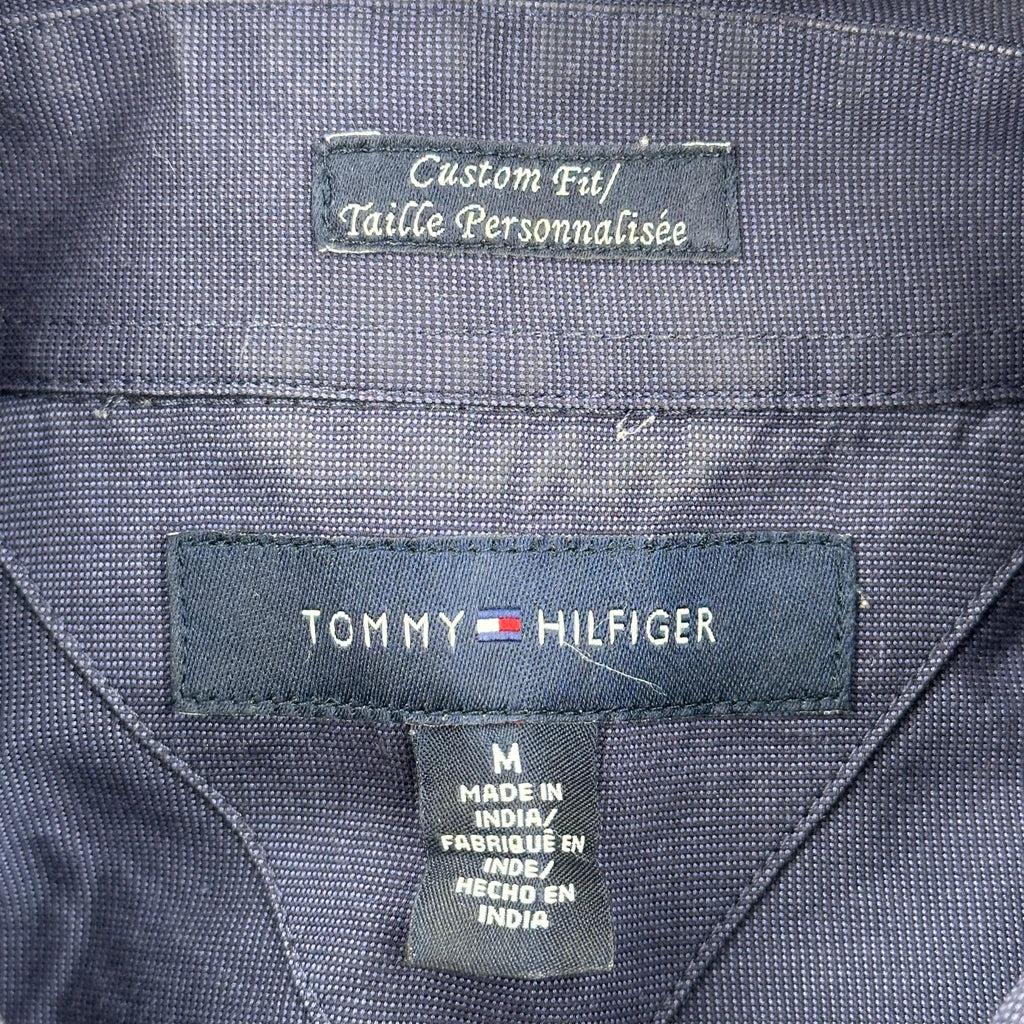 Custom Fit/
Taille Personnalisée
TOMMY HILFIGER
M
MADE IN
INDIA/
FABRIQUÉ EN
INDE/
HECHO EN
INDIA